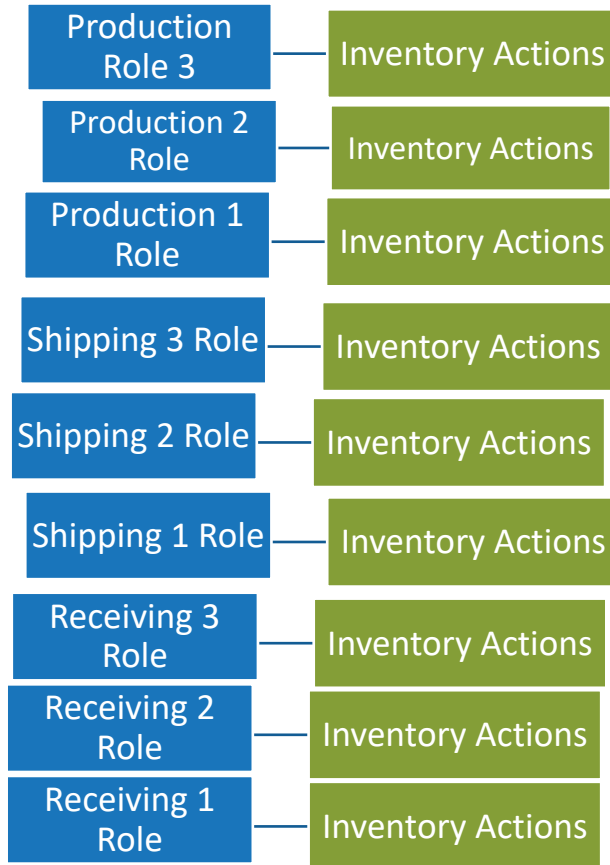 Production
Role 3
Inventory Actions
Production 2
Role
Inventory Actions
Production 1
Role
Inventory Actions
Shipping 3 Role
Inventory Actions
Shipping 2 Role
Inventory Actions
Shipping 1 Role
Inventory Actions
Receiving 3
Role
Inventory Actions
Receiving 2
Role
Inventory Actions
Receiving 1
Role
Inventory Actions